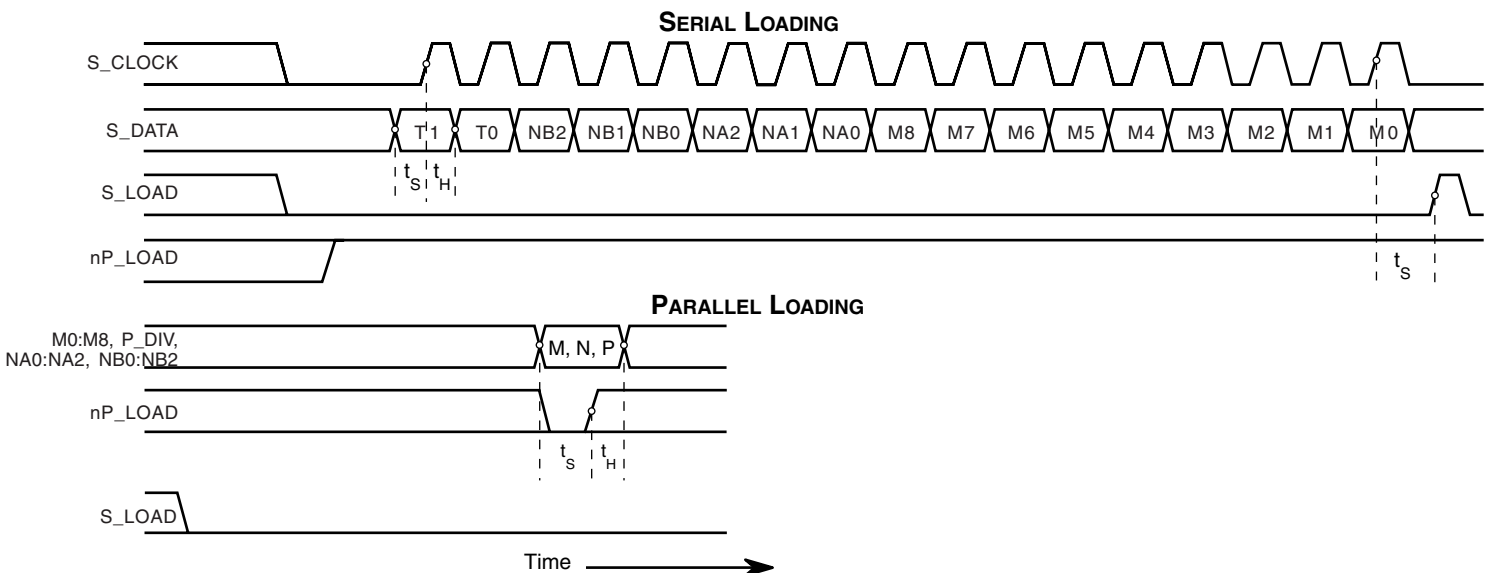 SERIAL LOADING
S_CLOCK
S_DATA T1 T0 NB2 NB1 NB0 NA2 NA1 NA0 M8 M7 M6 M5 M4 M3 M2 M1 M0
tS tH
S_LOAD
nP_LOAD
tS
PARALLEL LOADING
M0:M8, P_DIV,
NA0:NA2, NB0:NB2
M, N, P
nP_LOAD
tS tH
S_LOAD
Time